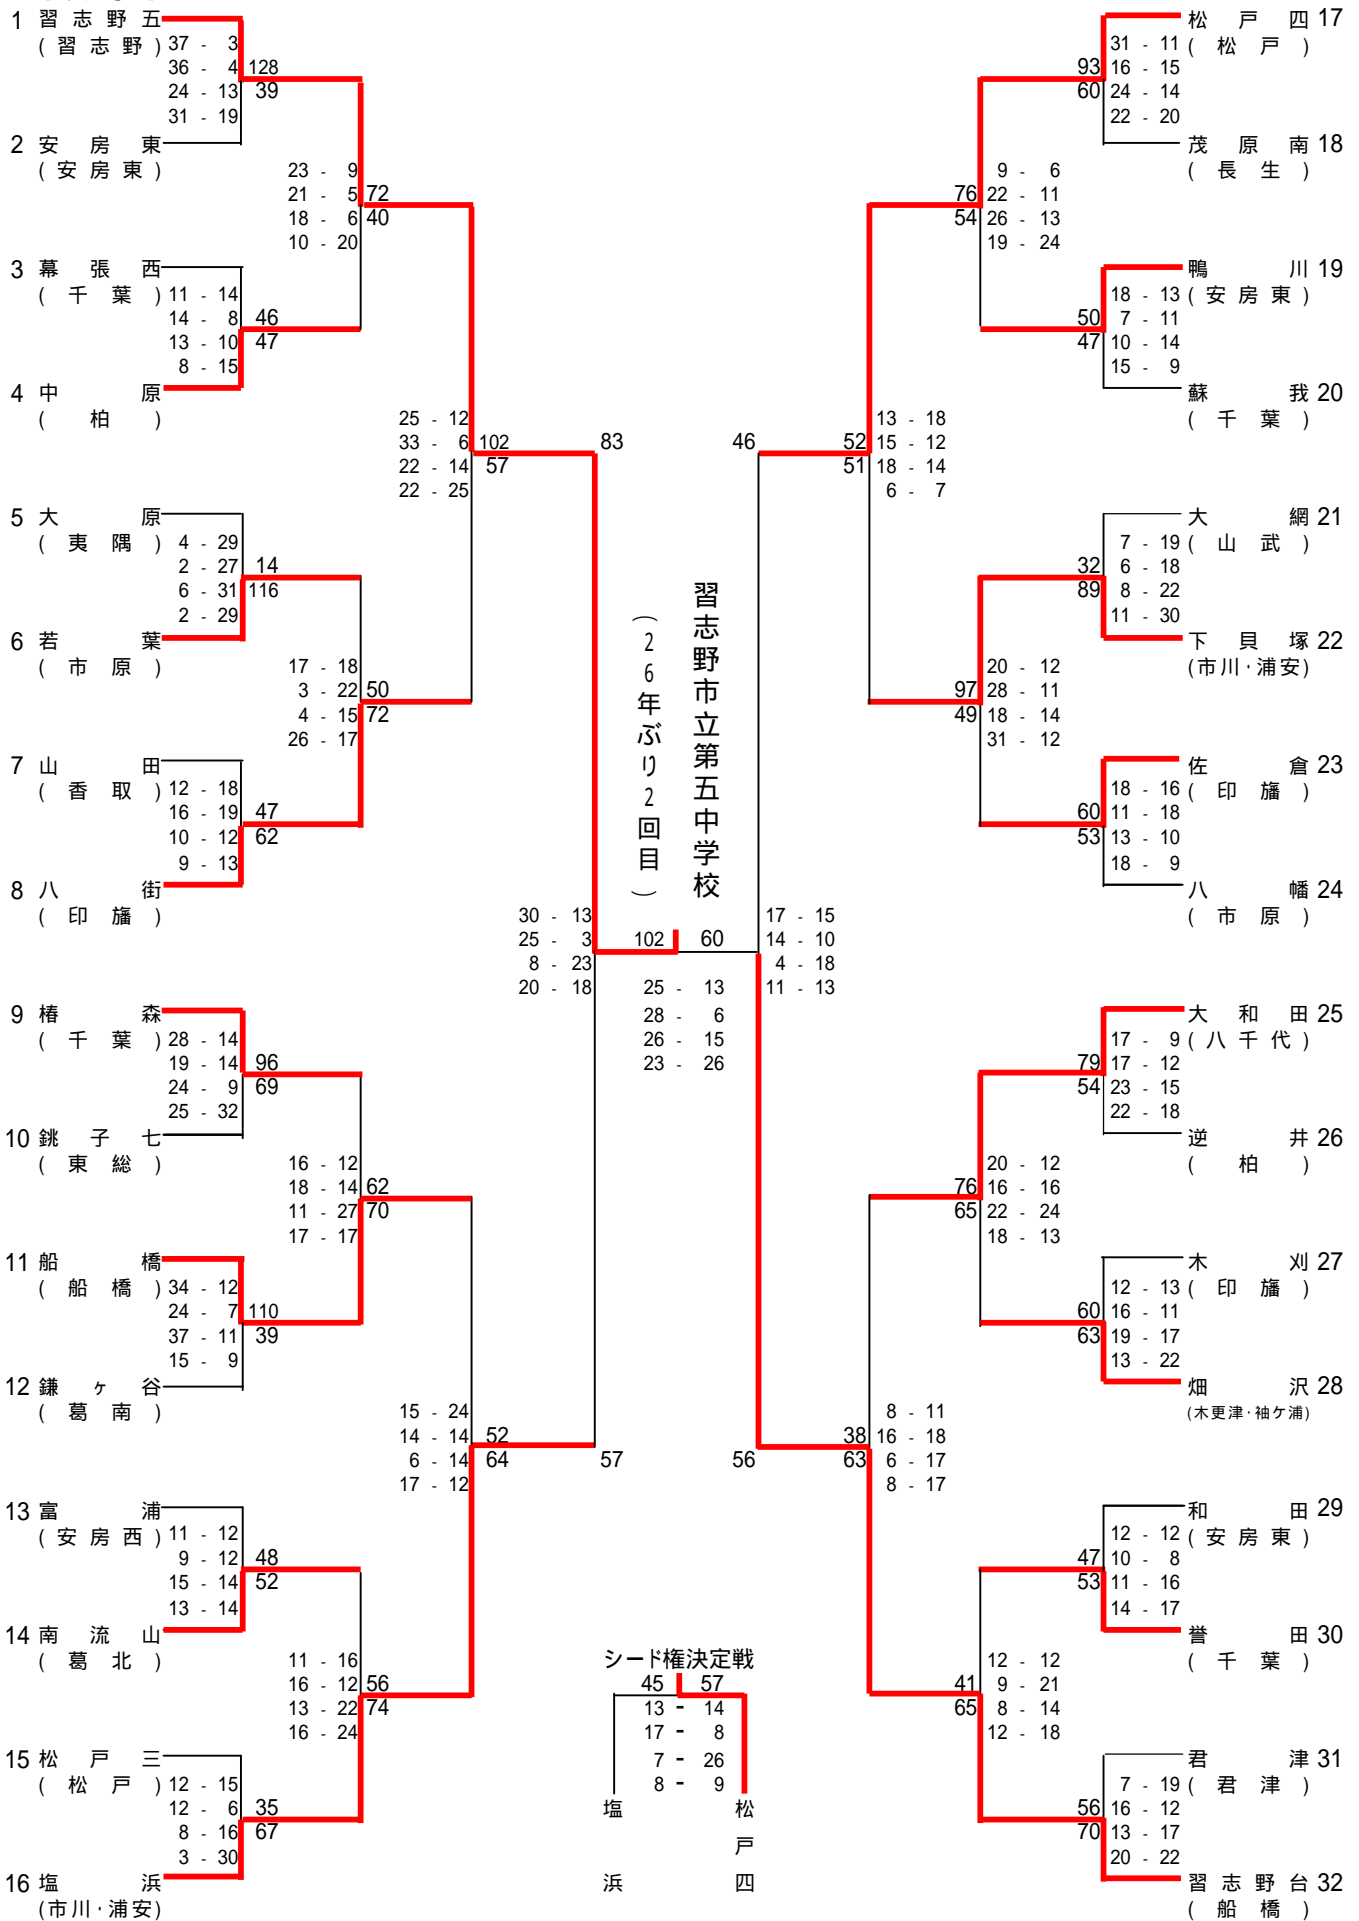 1 習志野五
(習志野)
37 - 3
36 - 4
24 - 13
31 - 19
128
39
2 安房東
(安房東)
23 - 9
21 - 5
18 - 6
10 - 20
72
40
3 幕張西
(千葉)
11 - 14
14 - 8
13 - 10
8 - 15
46
47
4 中原
(柏)
25 - 12
33 - 6
22 - 14
22 - 25
102
57
83
5 大原
(夷隅)
4 - 29
2 - 27
6 - 31
2 - 29
14
116
6 若葉
(市原)
17 - 18
3 - 22
4 - 15
26 - 17
50
72
7 山田
(香取)
12 - 18
16 - 19
10 - 12
9 - 13
47
62
8 八街
(印旛)
30 - 13
25 - 3
8 - 23
20 - 18
9 椿森
(千葉)
28 - 14
19 - 14
24 - 9
25 - 32
96
69
10 銚子七
(東総)
16 - 12
18 - 14
11 - 27
17 - 17
62
70
11 船橋
(船橋)
34 - 12
24 - 7
37 - 11
15 - 9
110
39
12 鎌ヶ谷
(葛南)
15 - 24
14 - 14
6 - 14
17 - 12
52
64
57
13 富浦
(安房西)
11 - 12
9 - 12
15 - 14
13 - 14
48
52
14 南流山
(葛北)
11 - 16
16 - 12
13 - 22
16 - 24
56
74
15 松戸三
(松戸)
12 - 15
12 - 6
8 - 16
3 - 30
35
67
16 塩浜
(市川・浦安)
習志野市立第五中学校
(26年ぶり2回目)
102 60
25 - 13
28 - 6
26 - 15
23 - 26
シード権決定戦
45 57
13 - 14
17 - 8
7 - 26
8 - 9
塩浜
松戸四
松戸四 17
(松戸)
31 - 11
16 - 15
24 - 14
22 - 20
93
60
茂原南 18
(長生)
9 - 6
22 - 11
26 - 13
19 - 24
76
54
鴨川 19
(安房東)
18 - 13
7 - 11
10 - 14
15 - 9
50
47
蘇我 20
(千葉)
13 - 18
15 - 12
18 - 14
6 - 7
52
51
46
大網 21
(山武)
7 - 19
6 - 18
8 - 22
11 - 30
32
89
下貝塚 22
(市川・浦安)
20 - 12
28 - 11
18 - 14
31 - 12
97
49
佐倉 23
(印旛)
18 - 16
11 - 18
13 - 10
18 - 9
60
53
八幡 24
(市原)
17 - 15
14 - 10
4 - 18
11 - 13
大和田 25
(八千代)
17 - 9
17 - 12
23 - 15
22 - 18
79
54
逆井 26
(柏)
20 - 12
16 - 16
22 - 24
18 - 13
76
65
木刈 27
(印旛)
12 - 13
16 - 11
19 - 17
13 - 22
60
63
畑沢 28
(木更津・袖ケ浦)
8 - 11
16 - 18
6 - 17
8 - 17
38
63
56
和田 29
(安房東)
12 - 12
10 - 8
11 - 16
14 - 17
47
53
誉田 30
(千葉)
12 - 12
9 - 21
8 - 14
12 - 18
41
65
君津 31
(君津)
7 - 19
16 - 12
13 - 17
20 - 22
56
70
習志野台 32
(船橋)